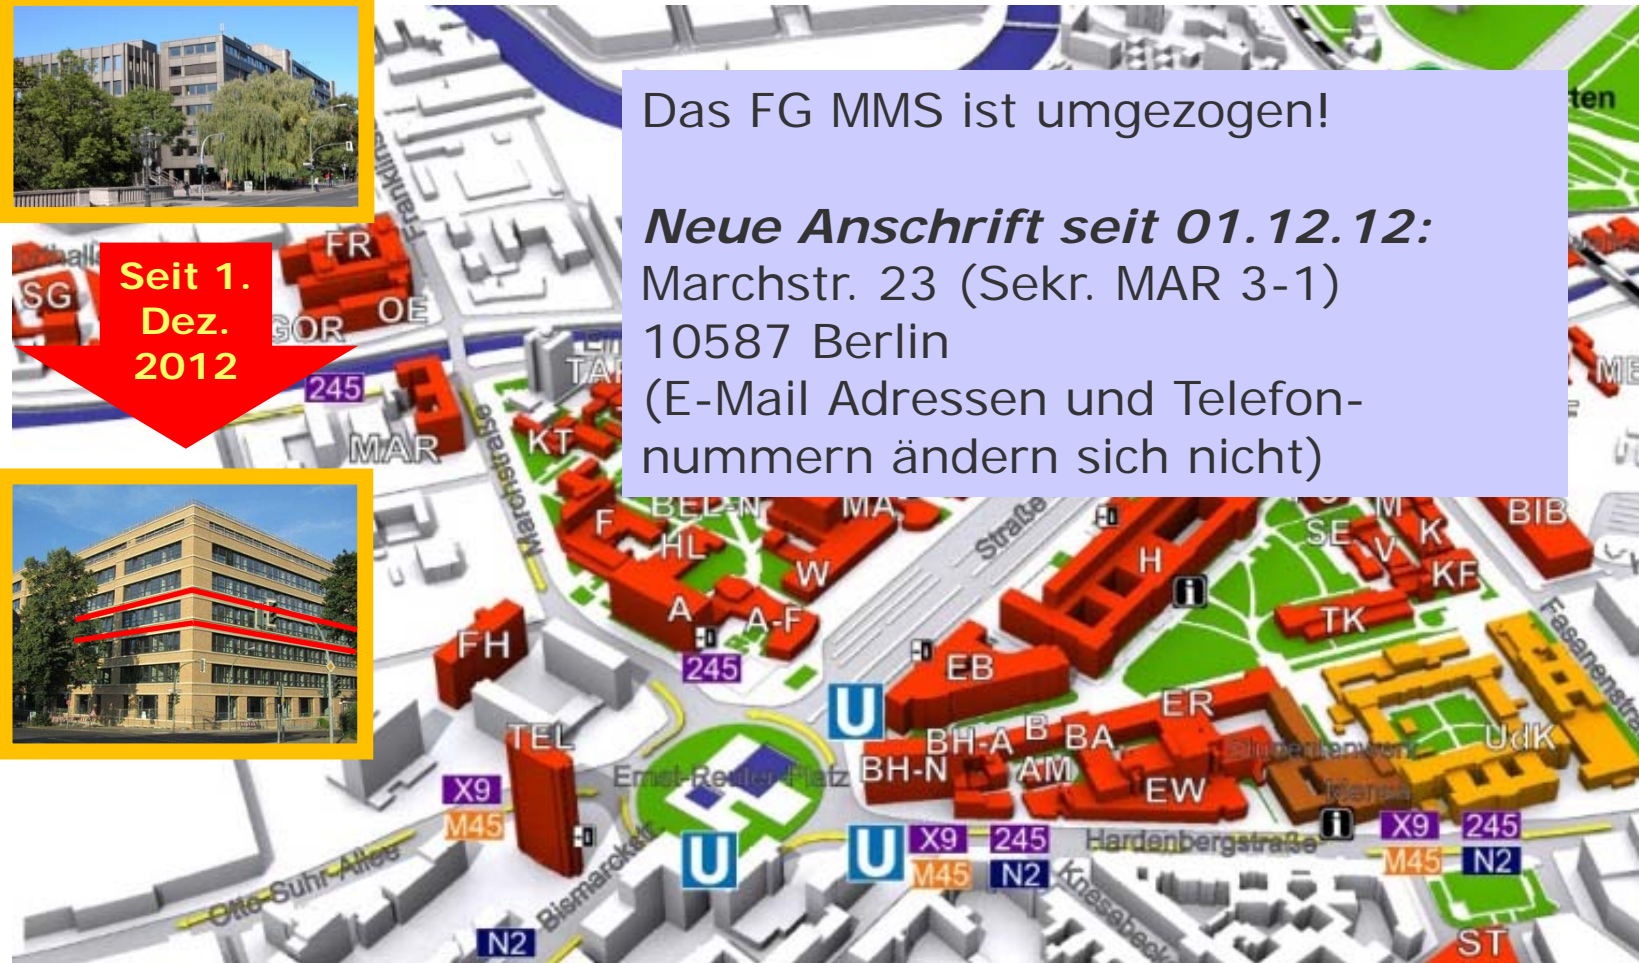 Das FG MMS ist umgezogen!
Neue Anschrift seit 01.12.12:
Marchstr. 23 (Sekr. MAR 3-1)
10587 Berlin
(E-Mail Adressen und Telefon-
nummern ändern sich nicht)
Seit 1.
Dez.
2012
FR
SG
OE
GOR
245
MAR
KT
Marchstraße
F
BEL-N
MA
HL
W
A
A-F
FH
245
Straße
H
SE
M
V
K
KF
BIB
TK
EB
U
ER
BH-A
B
BA
BH-N
AM
EW
UdK
TEL
Ernst-Reuter-Platz
X9
M45
U
U
X9
245
M45
N2
Hardenbergstraße
X9
245
M45
N2
Otto-Suhr-Allee
Bismarckstr.
N2
ST